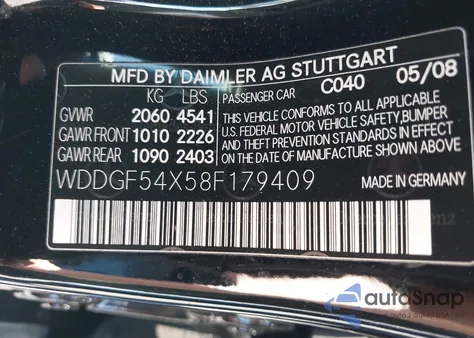 MFD BY DAIMLER AG STUTTGART
KG LBS PASSENGER CAR C040 05/08
GVWR 2060 4541 THIS VEHICLE CONFORMS TO ALL APPLICABLE
GAWR FRONT 1010 2226 U.S. FEDERAL MOTOR VEHICLE SAFETY, BUMPER
GAWR REAR 1090 2403 AND THEFT PREVENTION STANDARDS IN EFFECT ON THE DATE OF MANUFACTURE SHOWN ABOVE
WDDGF54X58F179409 MADE IN GERMANY
autoSnap